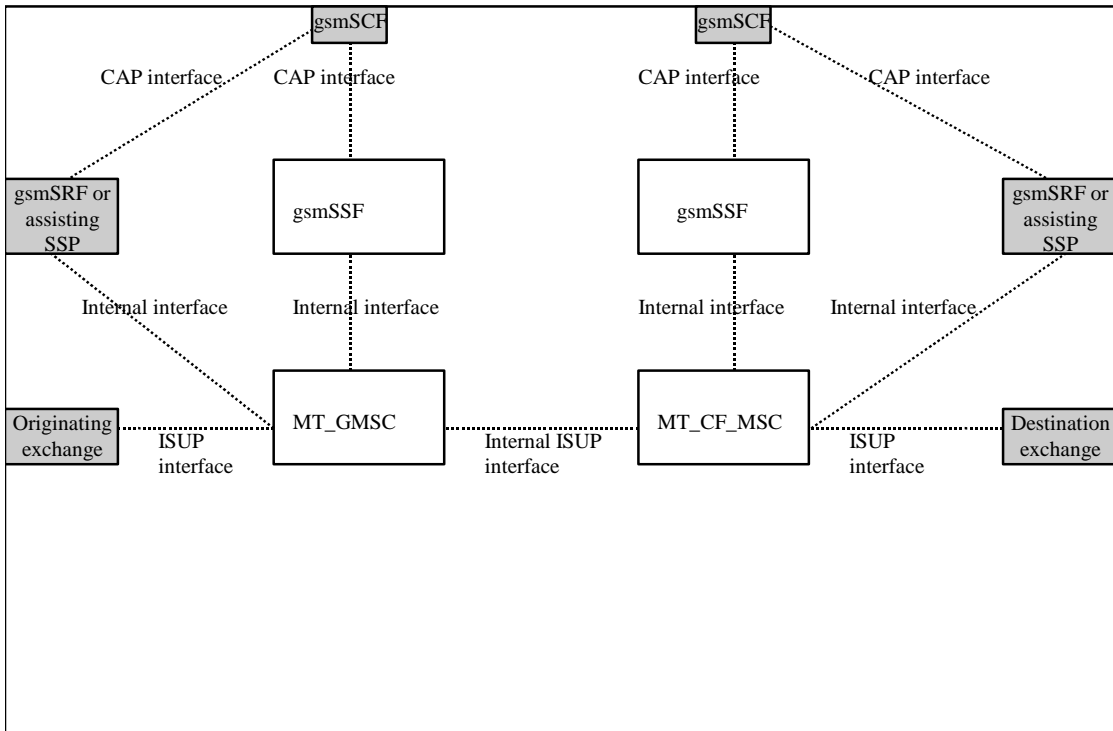 gsmSCF
gsmSCF
CAP interface
CAP interface
CAP interface
CAP interface
gsmSRF or
assisting
SSP
gsmSSF
gsmSSF
gsmSRF or
assisting
SSP
Internal interface
Internal interface
Internal interface
Internal interface
Originating
exchange
ISUP
interface
MT_GMSC
Internal ISUP
interface
MT_CF_MSC
ISUP
interface
Destination
exchange